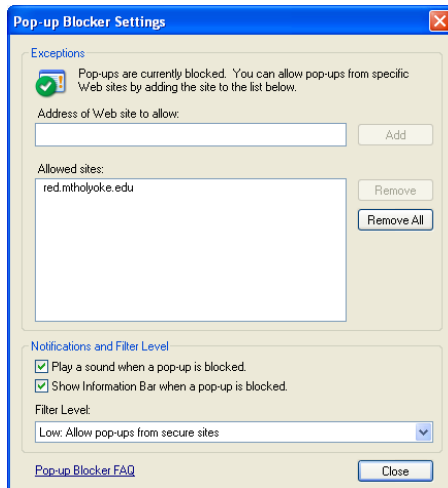 Pop-up Blocker Settings
Exceptions
Pop-ups are currently blocked. You can allow pop-ups from specific
Web sites by adding the site to the list below.
Address of Web site to allow:
Add
Allowed sites:
red.mtholyoke.edu
Remove
Remove All
Notifications and Filter Level
Play a sound when a pop-up is blocked.
Show Information Bar when a pop-up is blocked.
Filter Level:
Low: Allow pop-ups from secure sites
Pop-up Blocker FAQ
Close